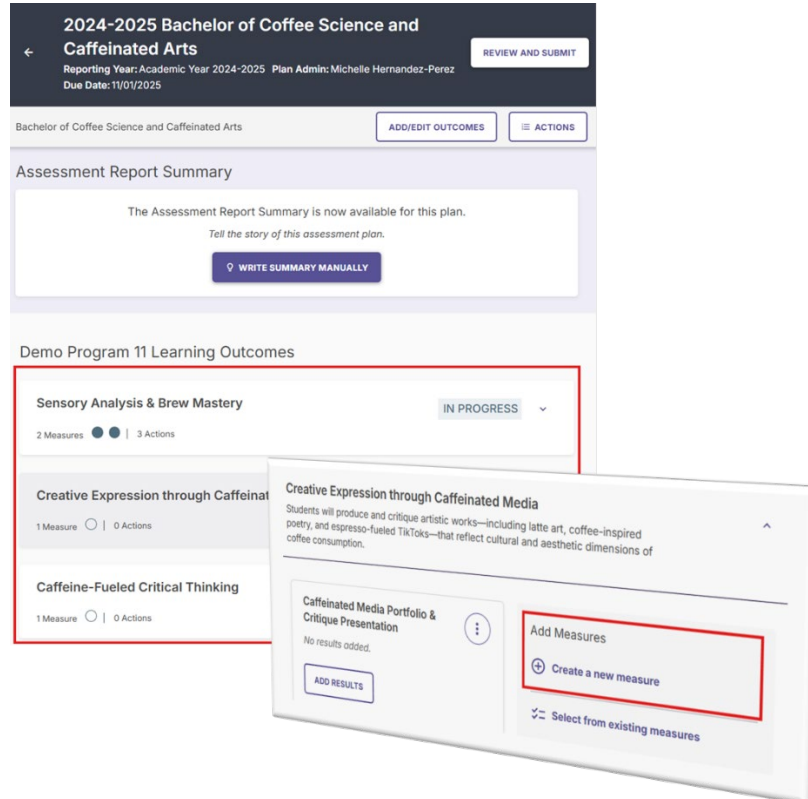 2024-2025 Bachelor of Coffee Science and
Caffeinated Arts
Reporting Year: Academic Year 2024-2025 Plan Admin: Michelle Hernandez-Perez
Due Date: 11/01/2025
REVIEW AND SUBMIT
Bachelor of Coffee Science and Caffeinated Arts
ADD/EDIT OUTCOMES
ACTIONS
Assessment Report Summary
The Assessment Report Summary is now available for this plan.
Tell the story of this assessment plan.
WRITE SUMMARY MANUALLY
Demo Program 11 Learning Outcomes
Sensory Analysis & Brew Mastery
IN PROGRESS
2 Measures | 3 Actions
Creative Expression through Caffeinat
1 Measure | 0 Actions
Caffeine-Fueled Critical Thinking
1 Measure | 0 Actions
Creative Expression through Caffeinated Media
Students will produce and critique artistic works—including latte art, coffee-inspired
poetry, and espresso-fueled TikToks—that reflect cultural and aesthetic dimensions of
coffee consumption.
Caffeinated Media Portfolio &
Critique Presentation
No results added.
ADD RESULTS
Add Measures
Create a new measure
Select from existing measures